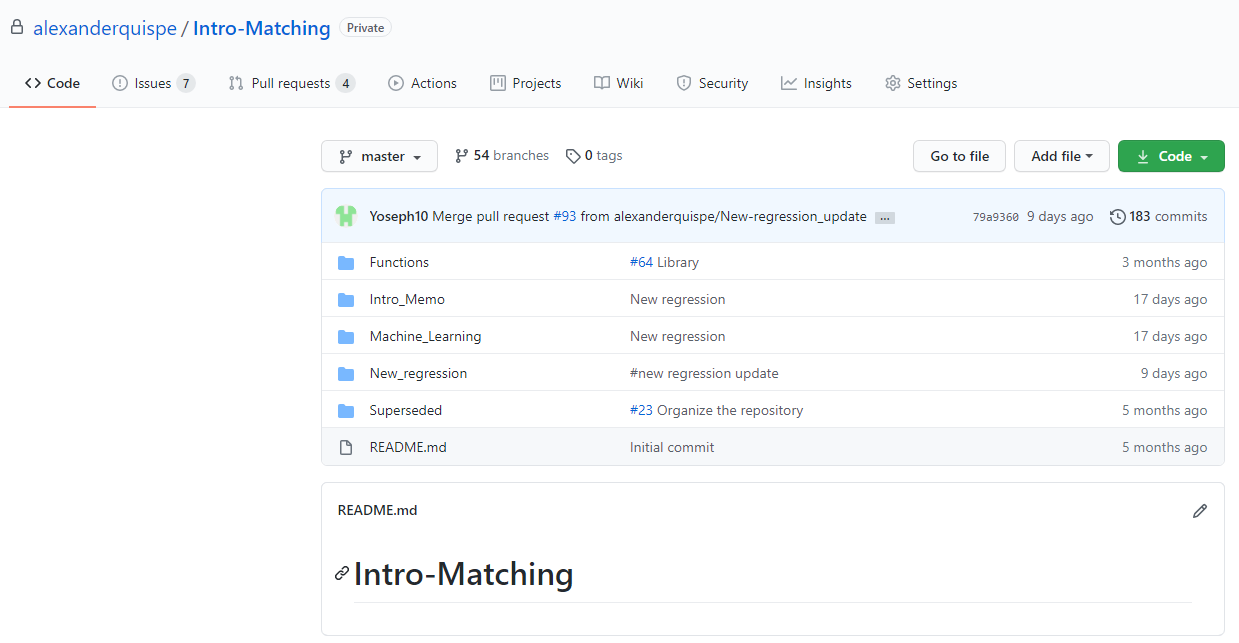 alexanderquispe / Intro-Matching Private
Code Issues 7 Pull requests 4 Actions Projects Wiki Security Insights Settings
master 54 branches 0 tags Go to file Add file Code
Yoseph10 Merge pull request #93 from alexanderquispe/New-regression_update ... 79a9360 9 days ago 183 commits
Functions #64 Library 3 months ago
Intro_Memo New regression 17 days ago
Machine_Learning New regression 17 days ago
New_regression #new regression update 9 days ago
Superseded #23 Organize the repository 5 months ago
README.md Initial commit 5 months ago
README.md
Intro-Matching